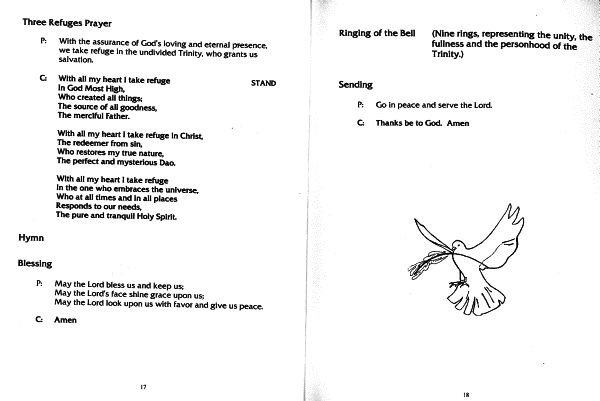 Three Refuges Prayer
P: With the assurance of God's loving and eternal presence,
we take refuge in the undivided Trinity, who grants us
salvation.
C: With all my heart I take refuge STAND
In God Most High,
Who created all things;
The source of all goodness,
The merciful Father.
With all my heart I take refuge in Christ,
The redeemer from sin,
Who restores my true nature,
The perfect and mysterious Dao.
With all my heart I take refuge
In the one who embraces the universe,
Who at all times and in all places
Responds to our needs,
The pure and tranquil Holy Spirit.
Hymn
Blessing
P: May the Lord bless us and keep us;
May the Lord's face shine grace upon us;
May the Lord look upon us with favor and give us peace.
C: Amen
17
Ringing of the Bell (Nine rings, representing the unity, the
fullness and the personhood of the
Trinity.)
Sending
P: Go in peace and serve the Lord.
C: Thanks be to God. Amen
18